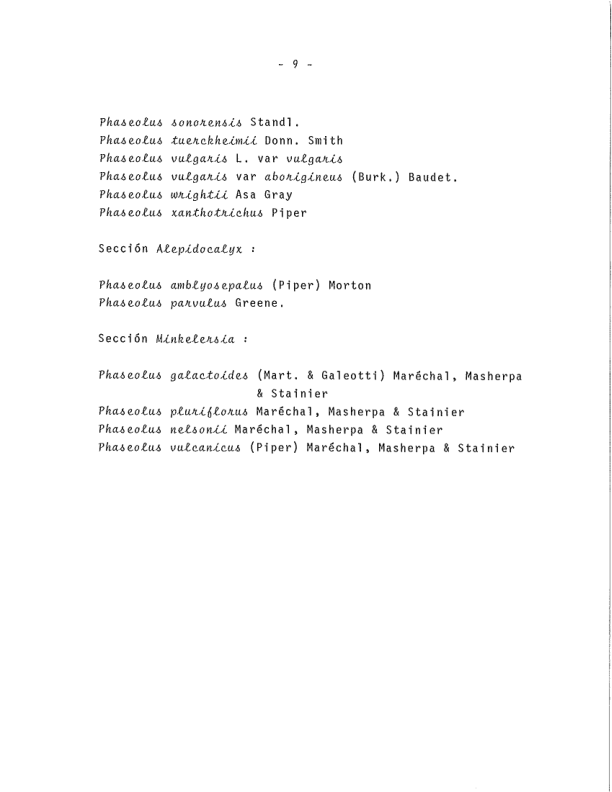 - 9 -
Phaseolus sonorensis Standl.
Phaseolus tuerckheimii Donn. Smith
Phaseolus vulgaris L. var vulgaris
Phaseolus vulgaris var aborigineus (Burk.) Baudet.
Phaseolus wrightii Asa Gray
Phaseolus xanthotrichus Piper
Sección Alepidocalyx :
Phaseolus amblyosepalus (Piper) Morton
Phaseolus parvulus Greene.
Sección Minkelersia :
Phaseolus galactoides (Mart. & Galeotti) Maréchal, Masherpa
& Stainier
Phaseolus pluriflorus Maréchal, Masherpa & Stainier
Phaseolus nelsonii Maréchal, Masherpa & Stainier
Phaseolus vulcanicus (Piper) Maréchal, Masherpa & Stainier